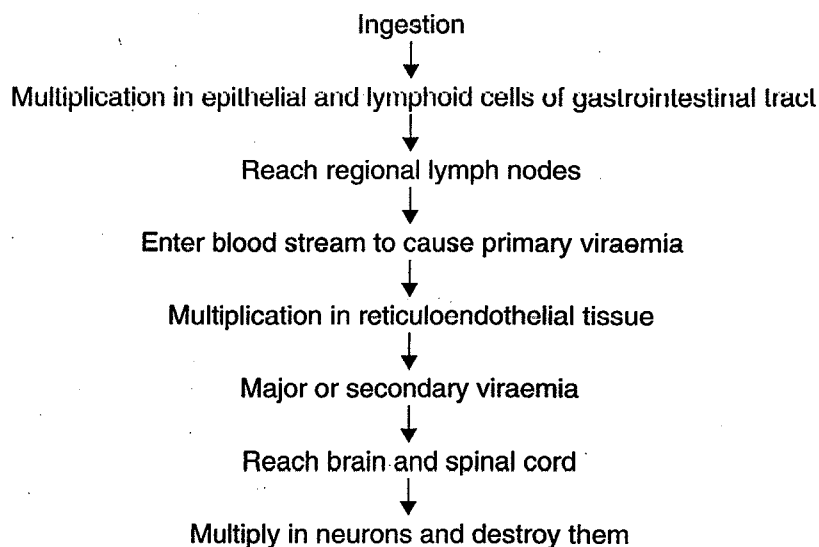 Ingestion
Multiplication in epithelial and lymphoid cells of gastrointestinal tract
Reach regional lymph nodes
Enter blood stream to cause primary viraemia
Multiplication in reticuloendothelial tissue
Major or secondary viraemia
Reach brain and spinal cord
Multiply in neurons and destroy them